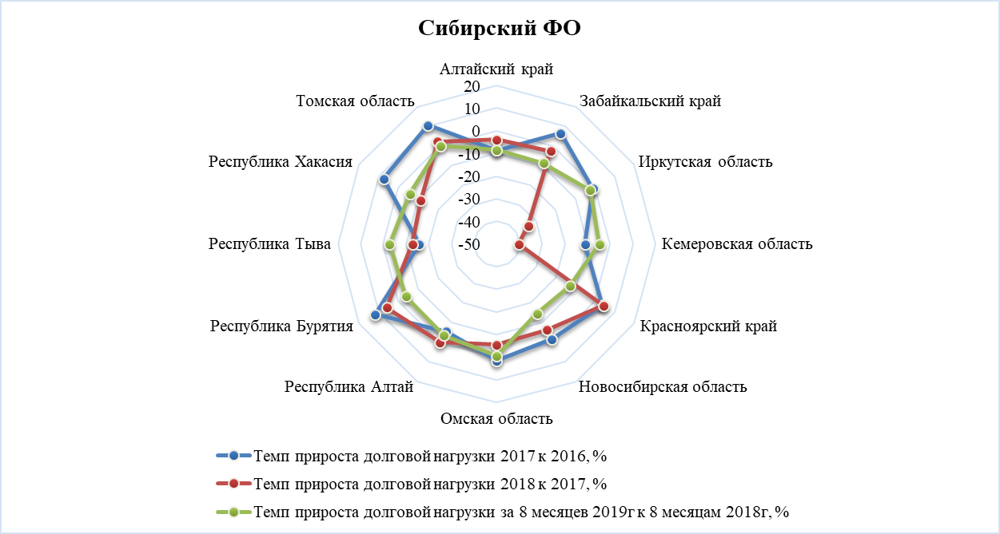 Сибирский ФО
Алтайский край
Забайкальский край
Иркутская область
Кемеровская область
Красноярский край
Новосибирская область
Омская область
Республика Алтай
Республика Бурятия
Республика Тыва
Республика Хакасия
Томская область
20
10
0
-10
-20
-30
-40
-50
Темп прироста долговой нагрузки 2017 к 2016, %
Темп прироста долговой нагрузки 2018 к 2017, %
Темп прироста долговой нагрузки за 8 месяцев 2019г к 8 месяцам 2018г, %